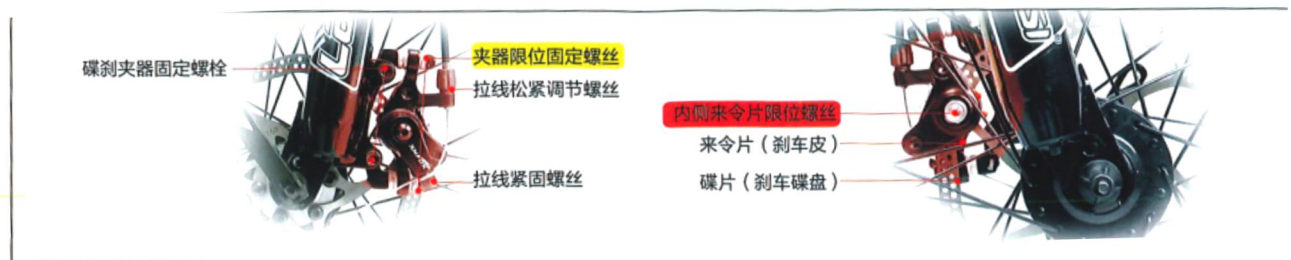 碟刹夹器固定螺栓
夹器限位固定螺丝
拉线松紧调节螺丝
拉线紧固螺丝
内侧来令片限位螺丝
来令片（刹车皮）
碟片（刹车碟盘）